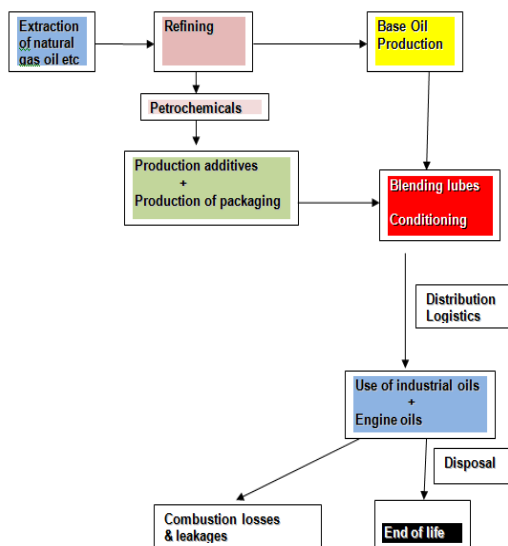 Extraction
of natural
gas oil etc
Refining
Base Oil
Production
Petrochemicals
Production additives
+
Production of packaging
Blending lubes
Conditioning
Distribution
Logistics
Use of industrial oils
+
Engine oils
Disposal
Combustion losses
& leakages
End of life